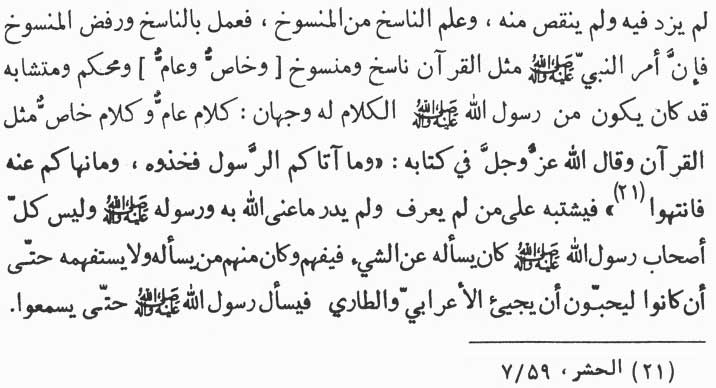 لم يزد فيه ولم ينقص منه ، وعلم الناسخ من المنسوخ ، فعمل بالناسخ ورفض المنسوخ
فإنَّ أمر النبيّ ﷺ مثل القرآن ناسخ ومنسوخ [ وخاصٌّ وعامٌّ ] ومحكم ومتشابه
قد كان يكون من رسول الله ﷺ الكلام له وجهان : كلام عامٌّ وكلام خاصٌّ مثل
القرآن وقال الله عزَّ وجلَّ في كتابه : «وما آتاكم الرَّسول فخذوه ، ومانهاكم عنه
فانتهوا (٢١)» فيشتبه على من لم يعرف ولم يدر ماعنى الله به ورسوله ﷺ وليس كلّ
أصحاب رسول الله ﷺ كان يسأله عن الشيء فيفهم وكان منهم من يسأله ولا يستفهمه حتّى
أن كانوا ليحبّون أن يجيئ الأعرابيّ والطاري فيسأل رسول الله ﷺ حتّى يسمعوا.
(٢١) الحشر ، ٧/٥٩